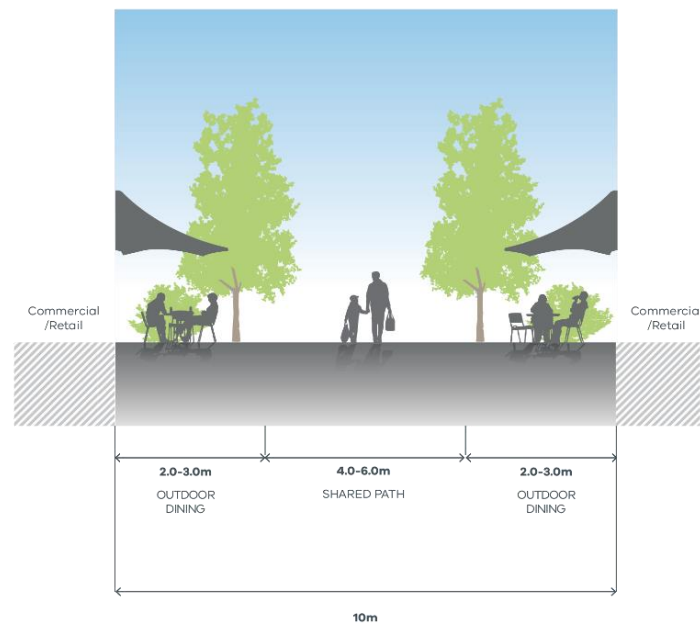 Commercial
/Retail
Commercia
/Retail
2.0-3.0m
4.0-6.0m
2.0-3.0m
OUTDOOR
DINING
SHARED PATH
OUTDOOR
DINING
10m